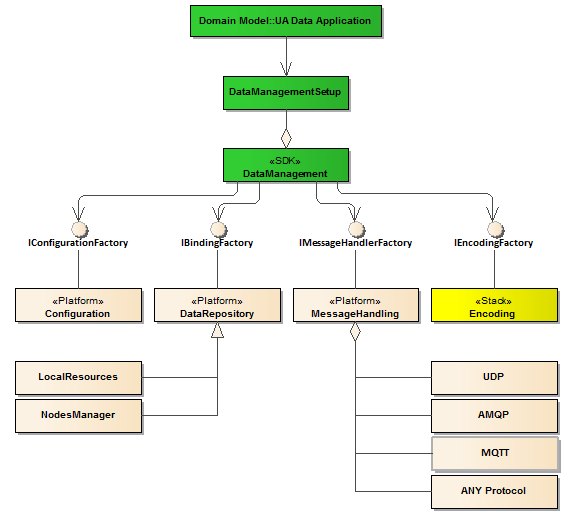 Domain Model::UA Data Application
DataManagementSetup
«SDK»
DataManagement
IConfigurationFactory
IBindingFactory
IMessageHandlerFactory
IEncodingFactory
«Platform»
Configuration
«Platform»
DataRepository
«Platform»
MessageHandling
«Stack»
Encoding
LocalResources
NodesManager
UDP
AMQP
MQTT
ANY Protocol